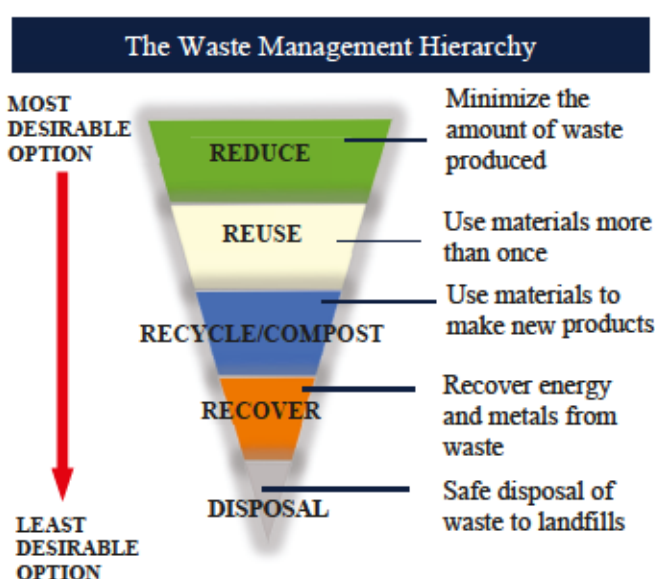 The Waste Management Hierarchy
MOST
DESIRABLE
OPTION
REDUCE
Minimize the
amount of waste
produced
REUSE
Use materials more
than once
RECYCLE/COMPOST
Use materials to
make new products
RECOVER
Recover energy
and metals from
waste
DISPOSAL
Safe disposal of
waste to landfills
LEAST
DESIRABLE
OPTION